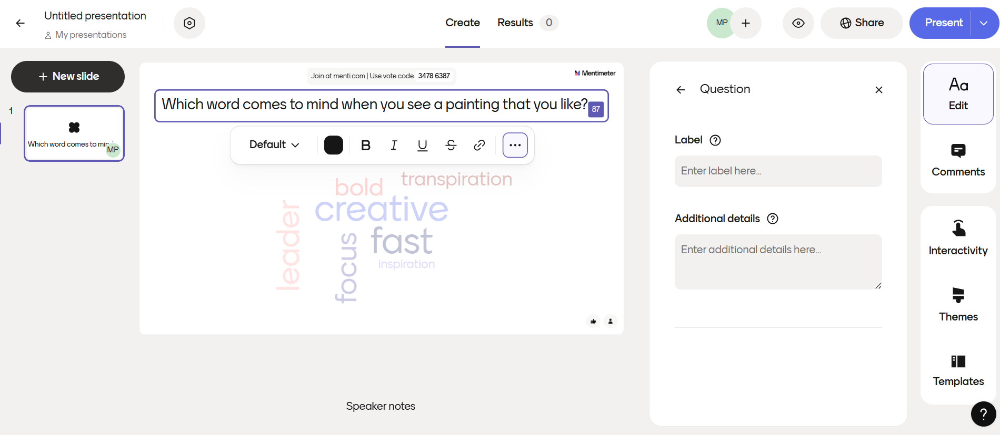 Untitled presentation
My presentations
Create
Results 0
MP
Share
Present
New slide
1
Which word comes to min
MP
Join at menti.com | Use vote code 3478 6387
Mentimeter
Which word comes to mind when you see a painting that you like?
87
Default
B I U S
transpiration
bold
creative
leader
fast
focus
inspiration
Speaker notes
Question
Label ?
Enter label here...
Additional details ?
Enter additional details here...
Aa
Edit
Comments
Interactivity
Themes
Templates
?